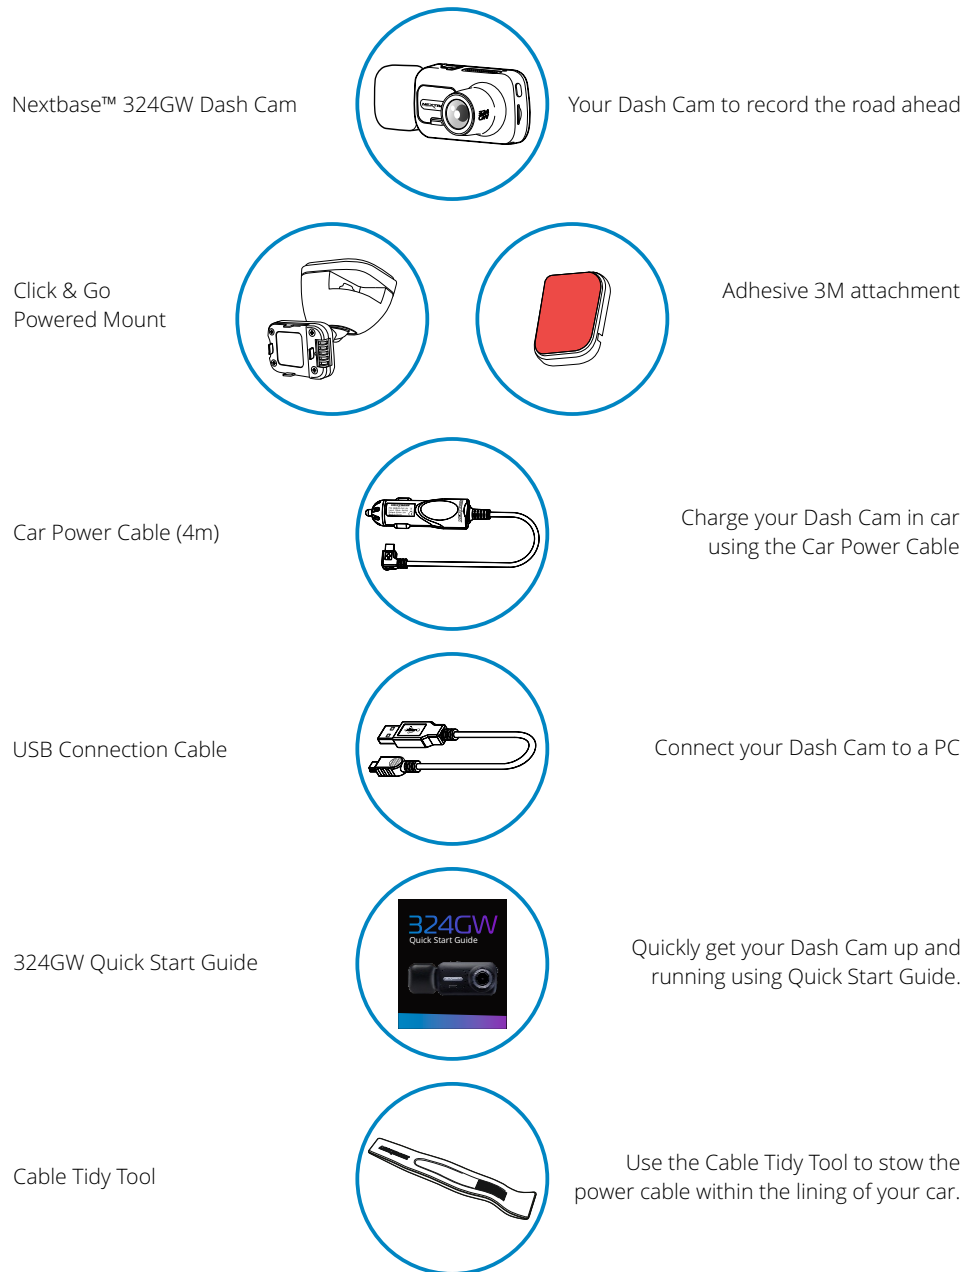 Nextbase™ 324GW Dash Cam
Your Dash Cam to record the road ahead
Click & Go
Powered Mount
Adhesive 3M attachment
Car Power Cable (4m)
Charge your Dash Cam in car
using the Car Power Cable
USB Connection Cable
Connect your Dash Cam to a PC
324GW Quick Start Guide
324GW
Quick Start Guide
Quickly get your Dash Cam up and
running using Quick Start Guide.
Cable Tidy Tool
Use the Cable Tidy Tool to stow the
power cable within the lining of your car.